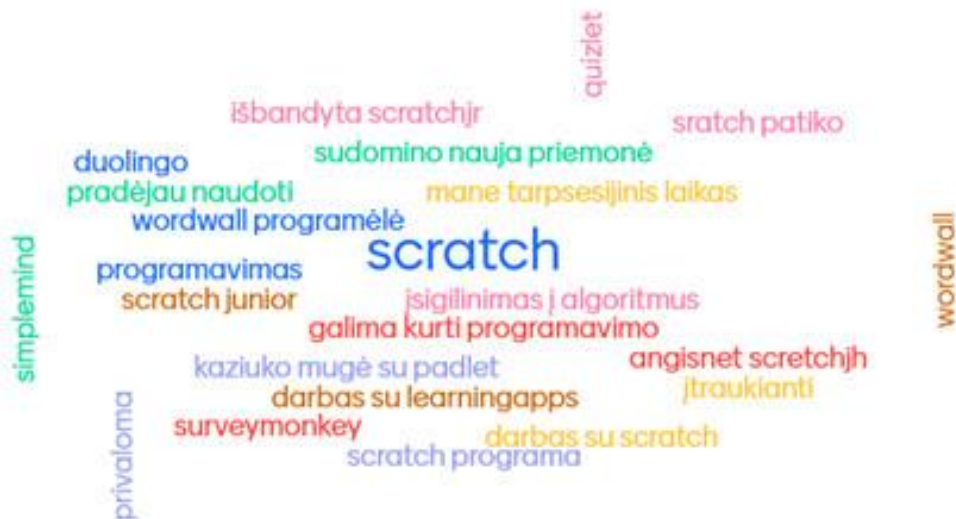 quizlet
išbandyta scratchjr
sratch patiko
sudomino nauja priemonė
duolingo
pradėjau naudoti
mane tarpsesijinis laikas
wordwall programėlė
scratch
wordwall
simplemind
programavimas
scratch junior
įsigilinimas į algoritmus
galima kurti programavimo
angisnet scretchjh
kaziuko mugė su padlet
įtraukianti
darbas su learningapps
privaloma
surveymonkey
darbas su scratch
scratch programa